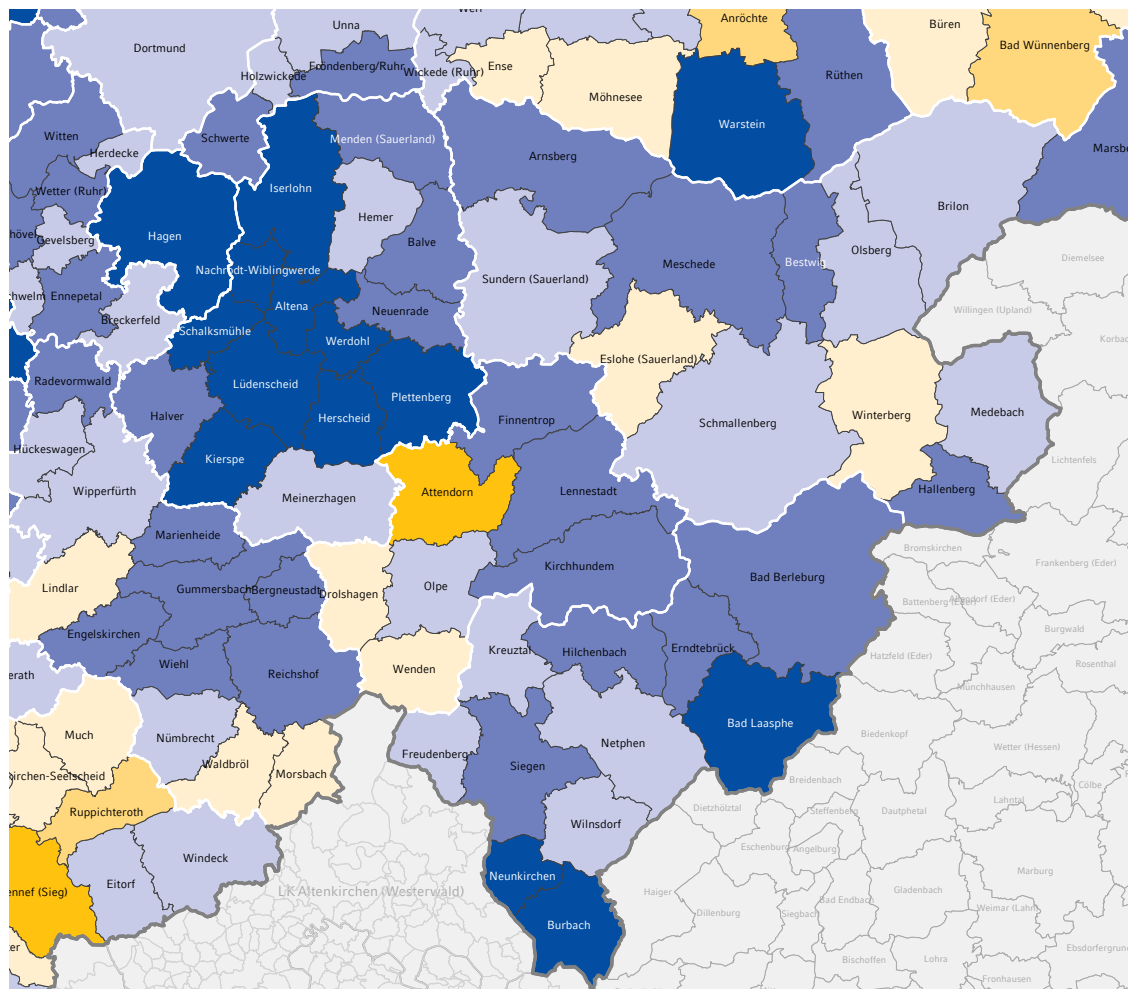 Unna
Anröchte
Büren
Bad Wünnenberg
Dortmund
Holzwickede
Fröndenberg/Ruhr
Wickede (Ruhr)
Ense
Möhnesee
Rüthen
Warstein
Witten
Herdecke
Schwerte
Menden (Sauerland)
Arnsberg
Wetter (Ruhr)
Iserlohn
Hemer
Brilon
Hagen
Gevelsberg
Balve
Olsberg
Meschede
Bestwig
Diemelsee
Nachrodt-Wiblingwerde
Sundern (Sauerland)
Ennepetal
Altena
Neuenrade
Willingen (Upland)
Breckerfeld
Schalksmühle
Werdohl
Eslohe (Sauerland)
Radevormwald
Lüdenscheid
Plettenberg
Halver
Herscheid
Finnentrop
Schmallenberg
Winterberg
Medebach
Hückeswagen
Kierspe
Lichtenfels
Wipperfürth
Meinerzhagen
Attendorn
Lennestadt
Hallenberg
Marienheide
Bromskirchen
Frankenberg (Eder)
Lindlar
Gummersbach
Bergneustadt
Drolshagen
Olpe
Kirchhundem
Bad Berleburg
Battenberg (Eder)
Allendorf (Eder)
Burgwald
Engelskirchen
Wiehl
Reichshof
Wenden
Kreuztal
Hilchenbach
Erndtebrück
Hatzfeld (Eder)
Rosenthal
Münchhausen
Much
Nümbrecht
Bad Laasphe
Biedenkopf
Wetter (Hessen)
Freudenberg
Netphen
Siegen
Waldbröl
Morsbach
Breidenbach
Cölbe
Lahntal
Ruppichteroth
Dietzhölztal
Steffenberg
Dautphetal
Wilnsdorf
Eschenburg
Angelburg
Windeck
Eitorf
Neunkirchen
LK Altenkirchen (Westerwald)
Haiger
Gladenbach
Marburg
Bad Endbach
Dillenburg
Siegbach
Weimar (Lahn)
Burbach
Bischoffen
Lohra
Fronhausen